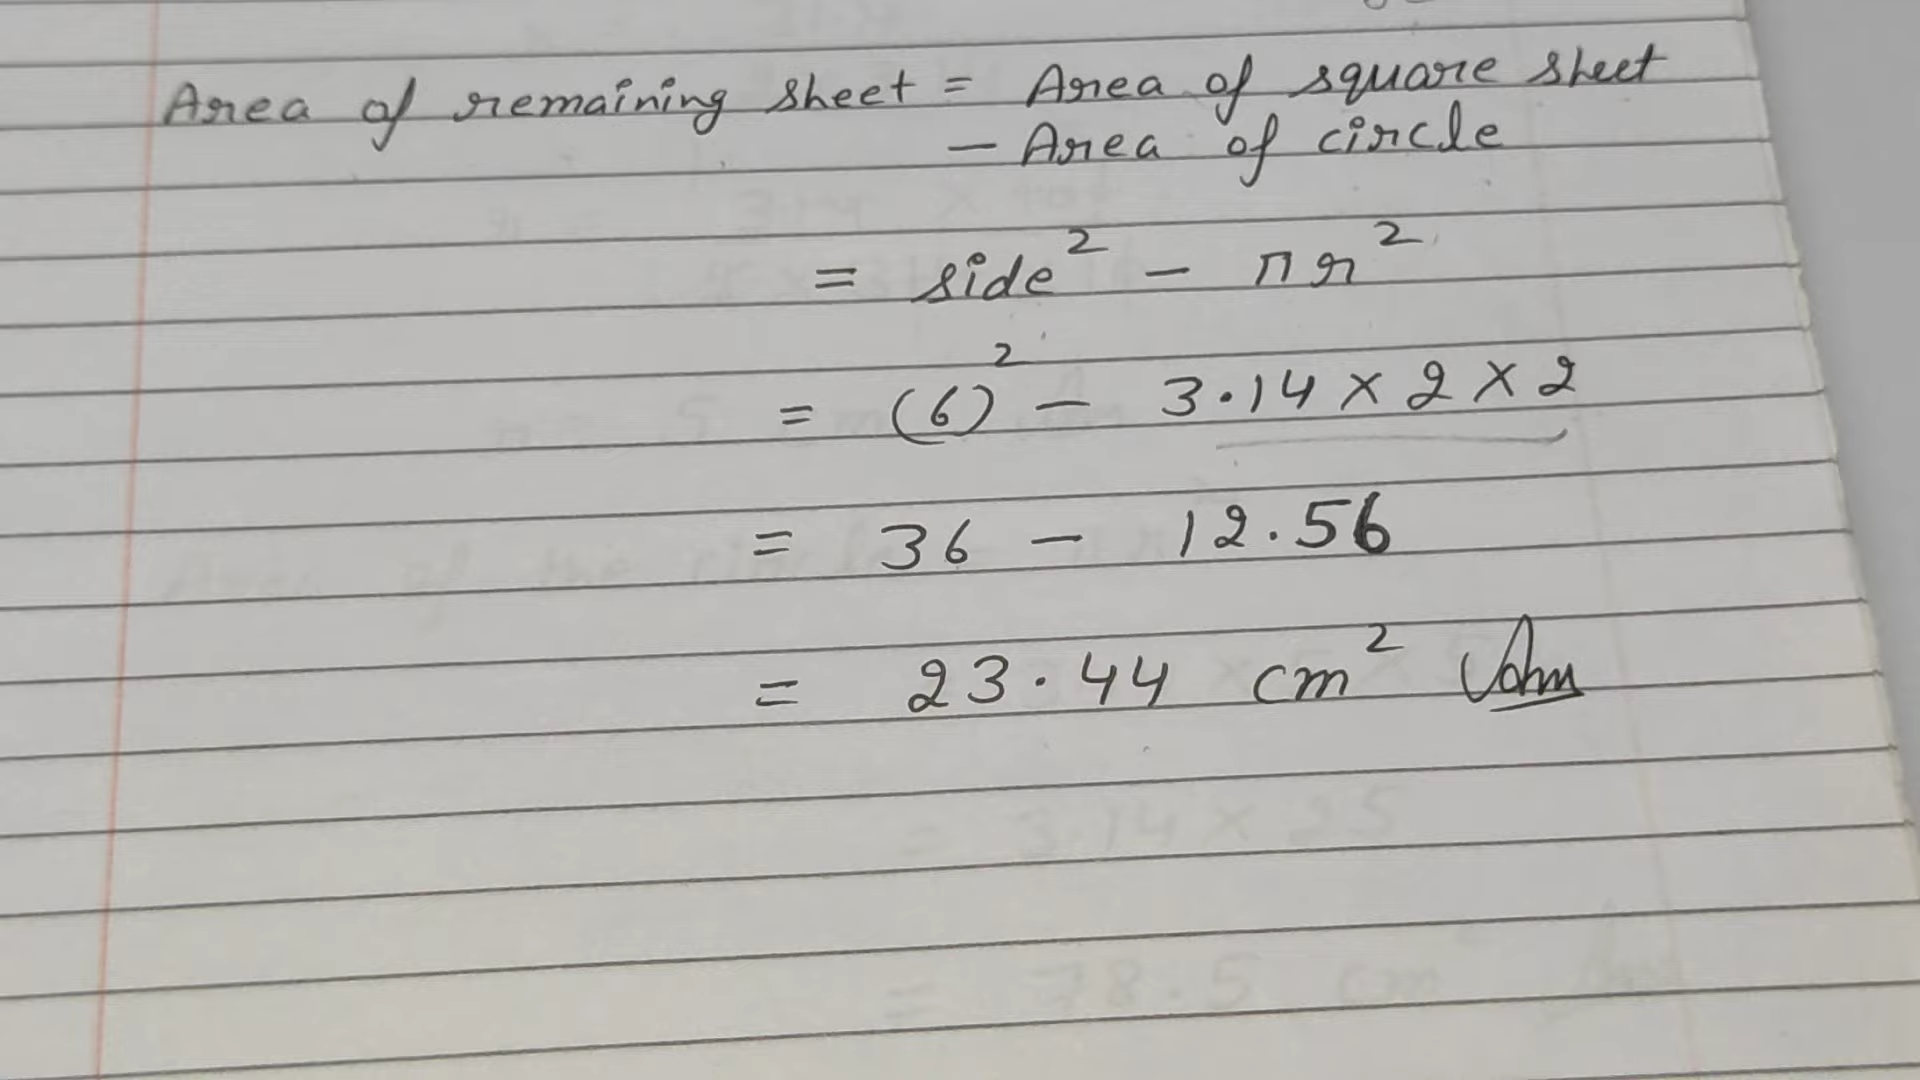 Area of remaining sheet = Area of square sheet
- Area of circle
= side² - πr²
= (6)² - 3.14 × 2 × 2
= 36 - 12.56
= 23.44 cm² Ans